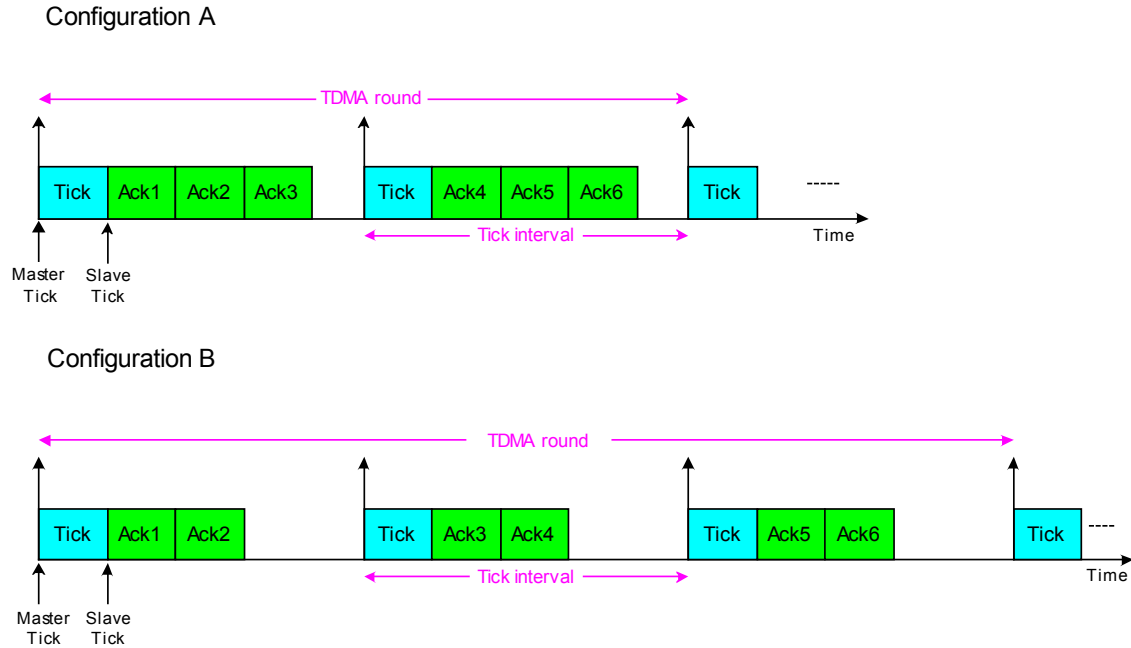 Configuration A
TDMA round
Tick Ack1 Ack2 Ack3 Tick Ack4 Ack5 Ack6 Tick -----
Tick interval
Time
Master Tick
Slave Tick
Configuration B
TDMA round
Tick Ack1 Ack2 Tick Ack3 Ack4 Tick Ack5 Ack6 Tick ----
Tick interval
Time
Master Tick
Slave Tick